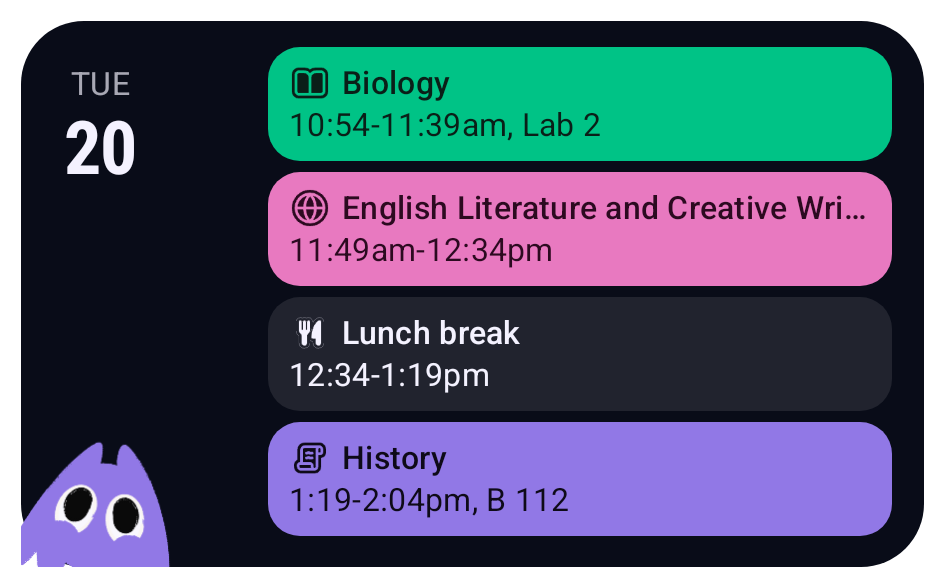 TUE
20
Biology
10:54-11:39am, Lab 2
English Literature and Creative Wri...
11:49am-12:34pm
Lunch break
12:34-1:19pm
History
1:19-2:04pm, B 112